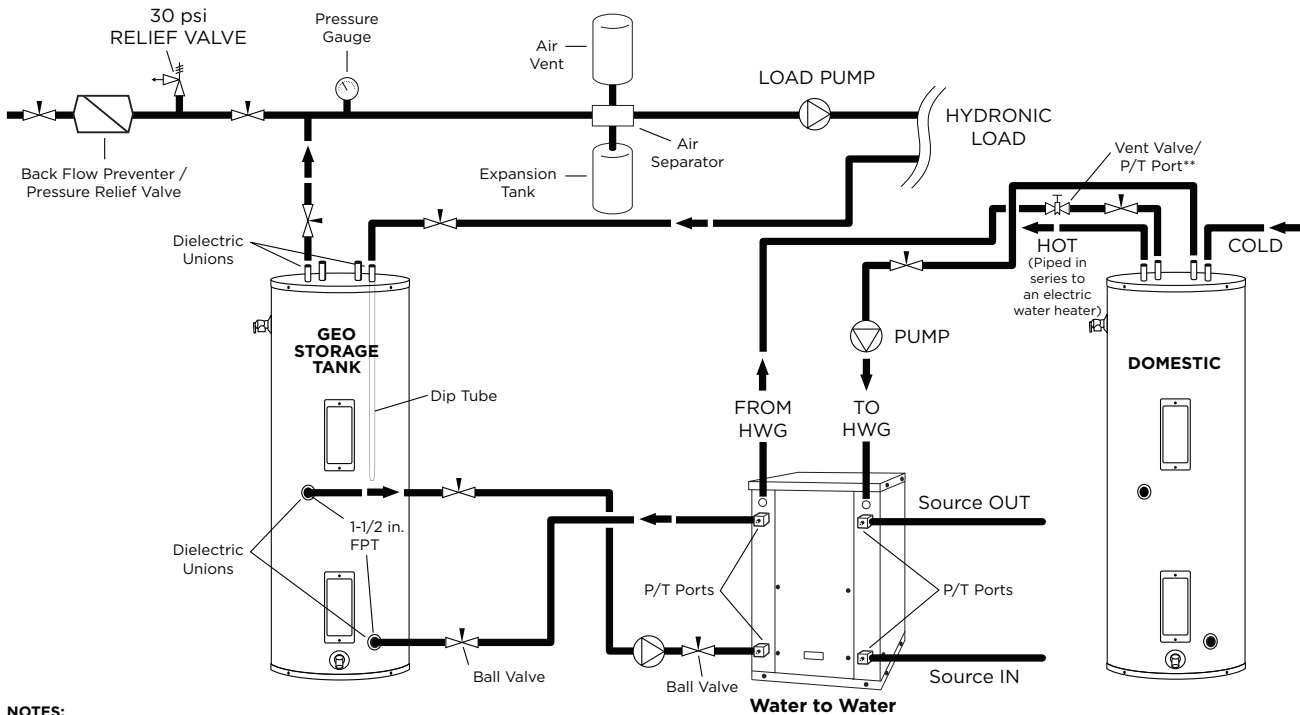 30 psi
RELIEF VALVE
Pressure
Gauge
Air
Vent
LOAD PUMP
HYDRONIC
LOAD
Vent Valve/
P/T Port**
Back Flow Preventer /
Pressure Relief Valve
Air
Separator
Expansion
Tank
Dielectric
Unions
HOT
(Piped in
series to
an electric
water heater)
COLD
GEO
STORAGE
TANK
PUMP
DOMESTIC
Dip Tube
FROM
HWG
TO
HWG
Source OUT
1-1/2 in.
FPT
Dielectric
Unions
P/T Ports
P/T Ports
Ball Valve
Ball Valve
Source IN
Water to Water
NOTES: